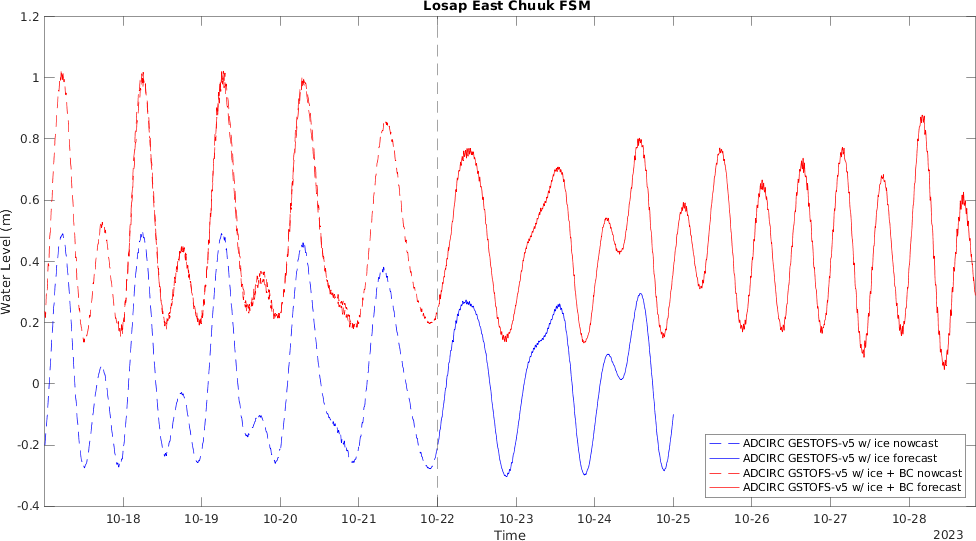 Losap East Chuuk FSM
1.2
1
0.8
0.6
0.4
0.2
0
-0.2
-0.4
Water Level (m)
ADCIRC GESTOFS-v5 w/ ice nowcast
ADCIRC GESTOFS-v5 w/ ice forecast
ADCIRC GSTOFS-v5 w/ ice + BC nowcast
ADCIRC GSTOFS-v5 w/ ice + BC forecast
10-18 10-19 10-20 10-21 10-22 10-23 10-24 10-25 10-26 10-27 10-28
Time
2023